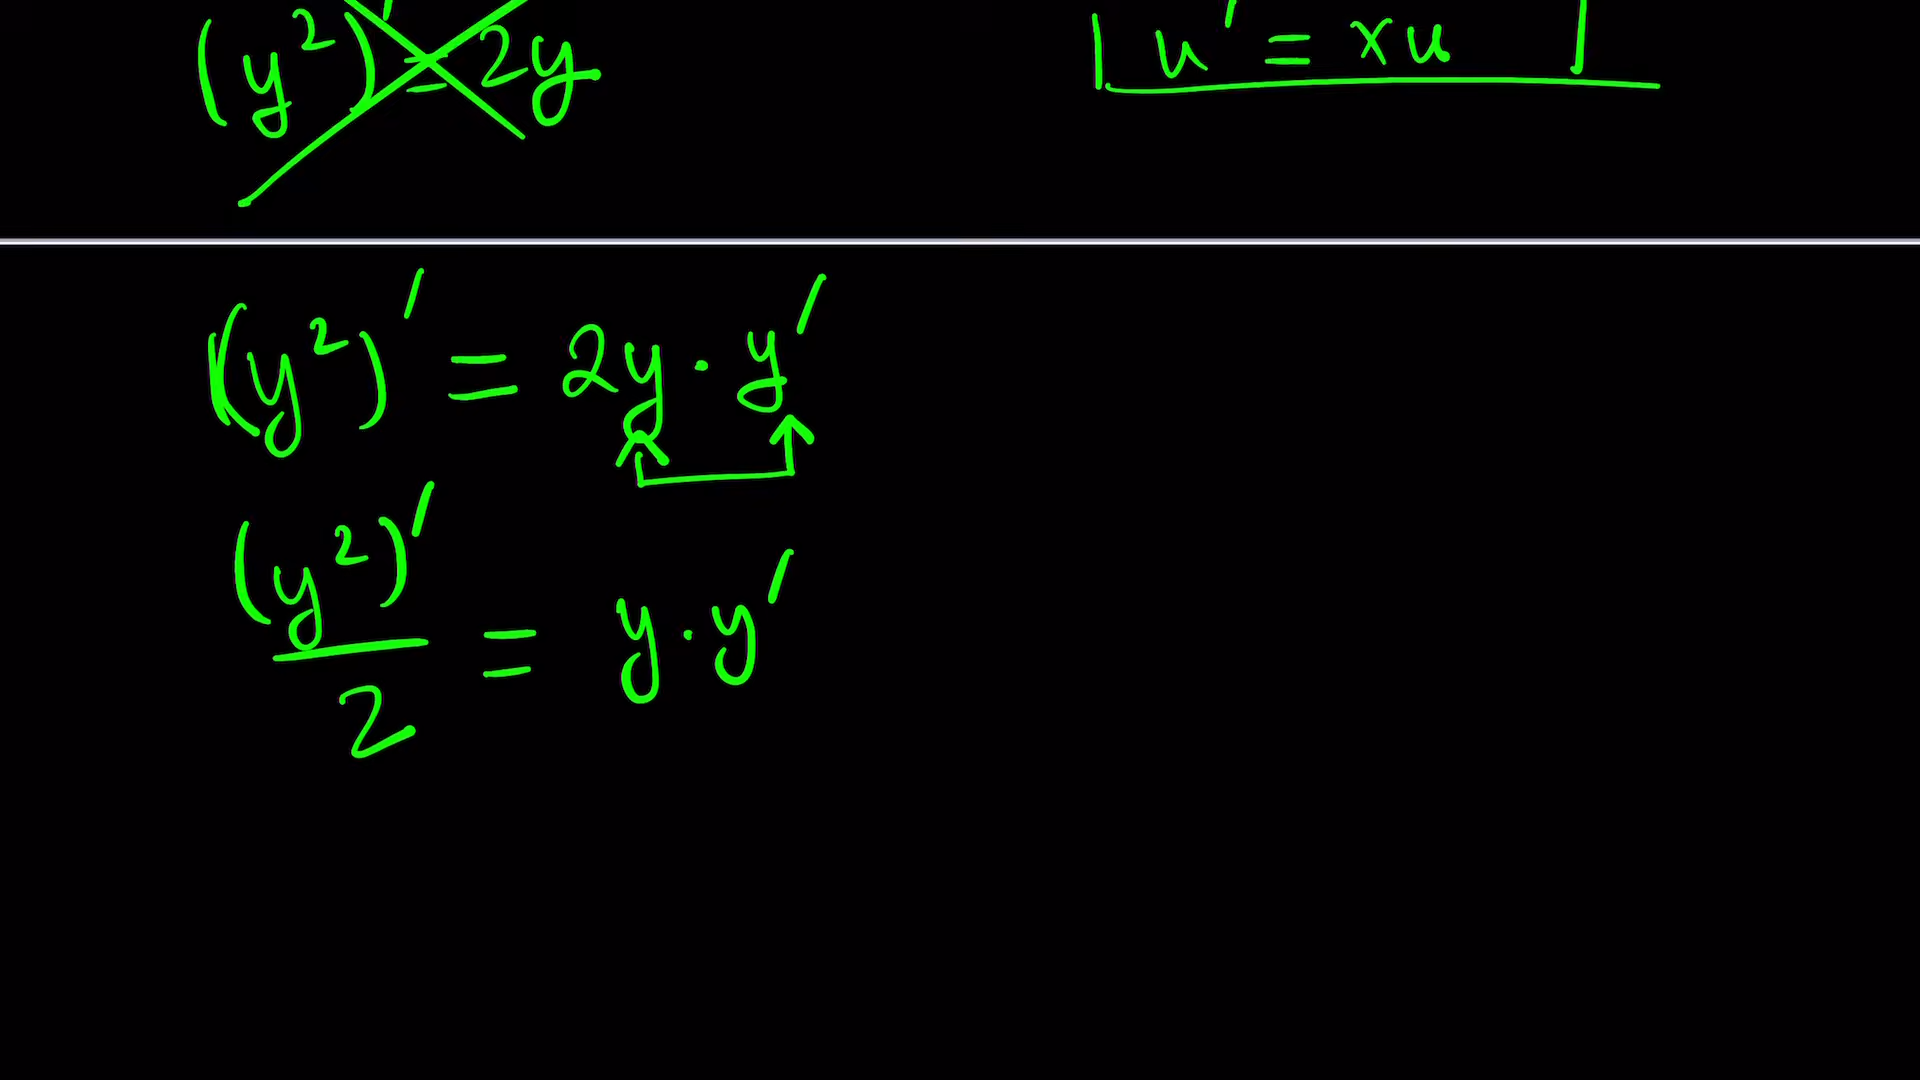 (y²)' = 2y
u' = xu
(y²)' = 2y · y'
(y²)'/2 = y · y'